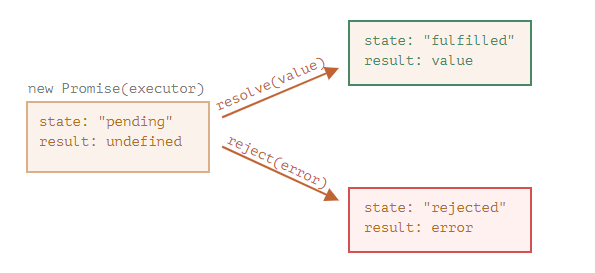 new Promise(executor)
state: "pending"
result: undefined
resolve(value)
state: "fulfilled"
result: value
reject(error)
state: "rejected"
result: error